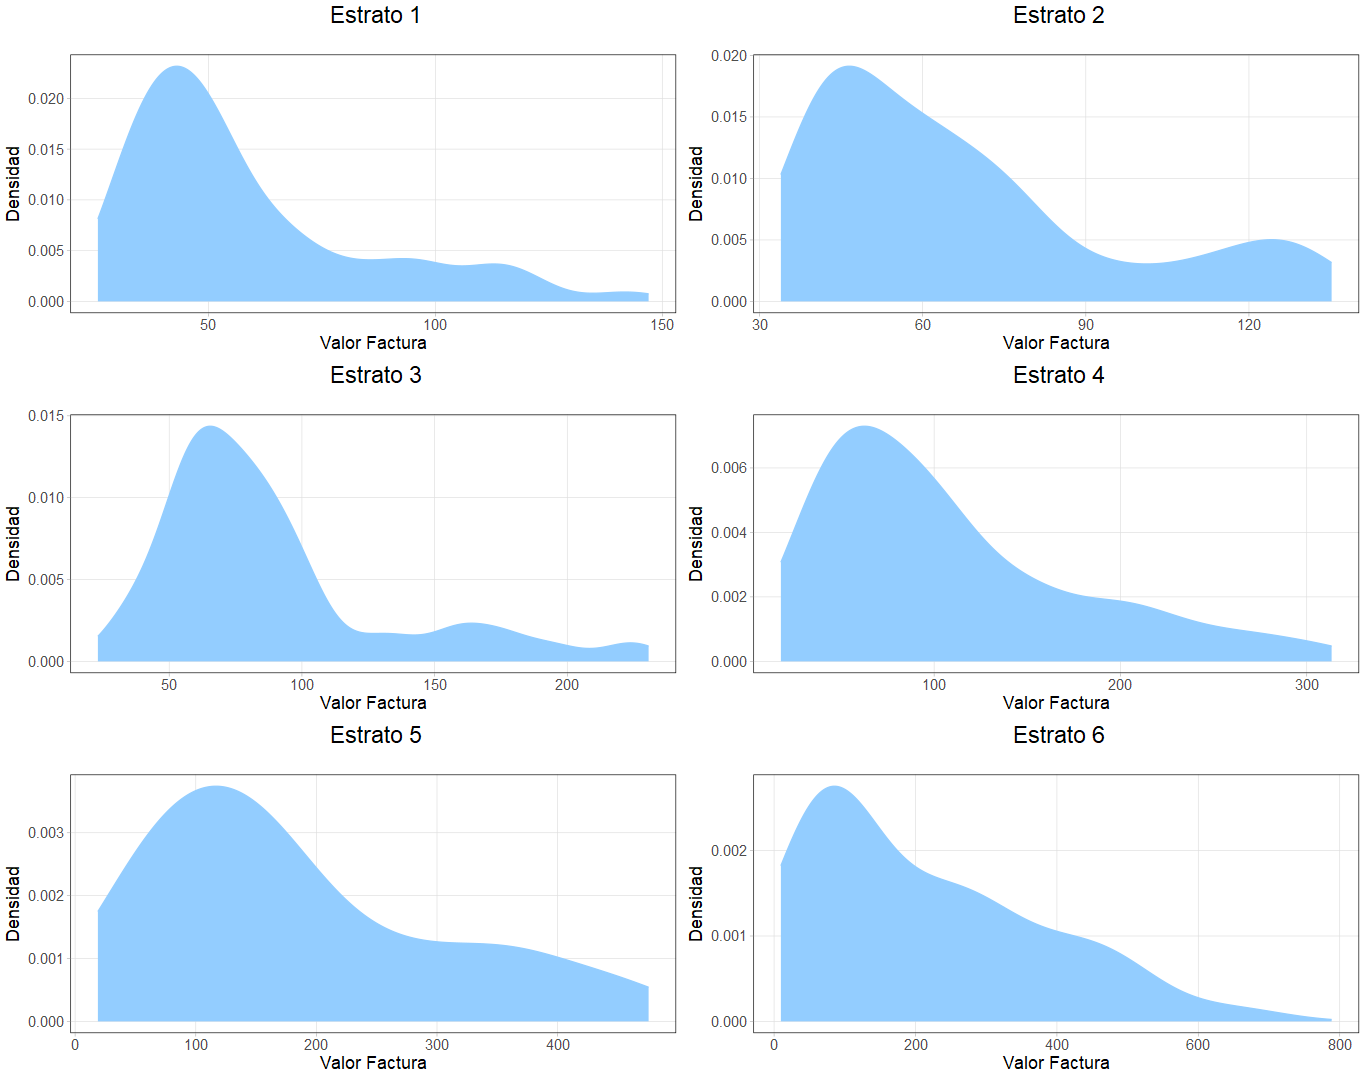 Estrato 1
0.020
0.015
0.010
0.005
0.000
Densidad
50
100
150
Valor Factura
Estrato 2
0.020
0.015
0.010
0.005
0.000
Densidad
30
60
90
120
Valor Factura
Estrato 3
0.015
0.010
0.005
0.000
Densidad
50
100
150
200
Valor Factura
Estrato 4
0.006
0.004
0.002
0.000
Densidad
100
200
300
Valor Factura
Estrato 5
0.003
0.002
0.001
0.000
Densidad
0
100
200
300
400
Valor Factura
Estrato 6
0.002
0.001
0.000
Densidad
0
200
400
600
800
Valor Factura